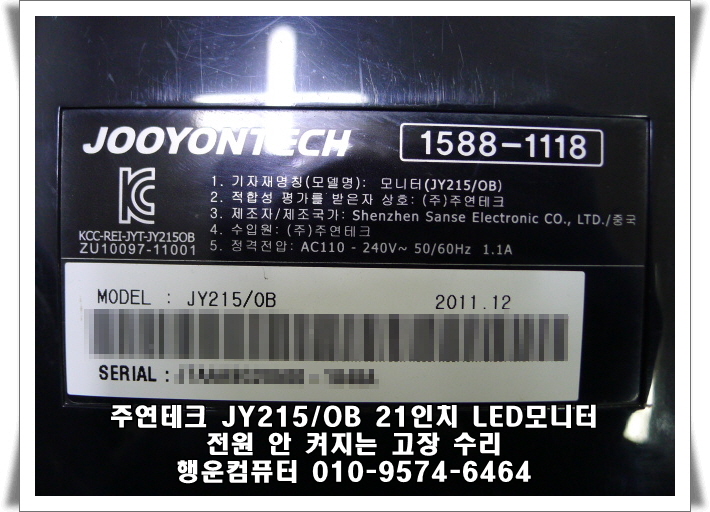 JOOYONTECH
1588-1118
1. 기자재명칭(모델명): 모니터(JY215/OB)
2. 적합성 평가를 받은자 상호: (주)주연테크
3. 제조자/제조국가: Shenzhen Sanse Electronic CO., LTD./중국
4. 수입원: (주)주연테크
5. 정격전압: AC110 - 240V~ 50/60Hz 1.1A
KCC-REI-JYT-JY215OB
ZU10097-11001
MODEL : JY215/OB 2011.12
SERIAL :
주연테크 JY215/OB 21인치 LED모니터
전원 안 켜지는 고장 수리
행운컴퓨터 010-9574-6464